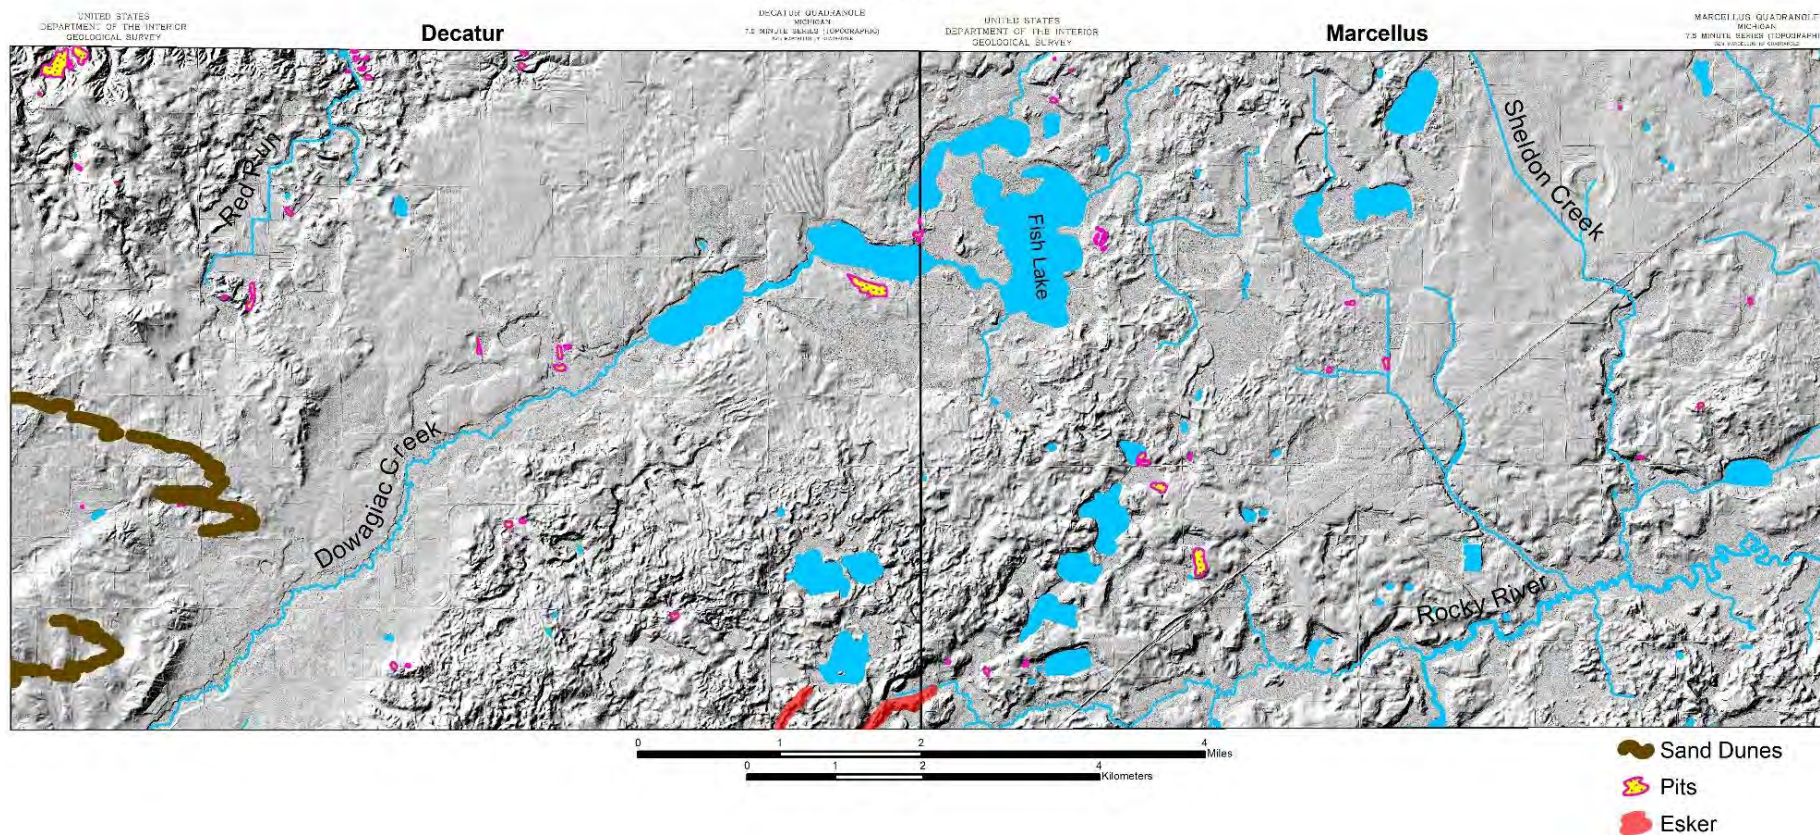 UNITED STATES
DEPARTMENT OF THE INTERIOR
GEOLOGICAL SURVEY
Decatur
DECATUR QUADRANGLE
MICHIGAN
7.5 MINUTE SERIES (TOPOGRAPHIC)
UNITED STATES
DEPARTMENT OF THE INTERIOR
GEOLOGICAL SURVEY
Marcellus
MARCELLUS QUADRANGLE
MICHIGAN
7.5 MINUTE SERIES (TOPOGRAPHI
Red Run
Sheldon Creek
Fish Lake
Dowagiac Creek
Rocky River
0 1 2 4
Miles
0 1 2 4
Kilometers
Sand Dunes
Pits
Esker